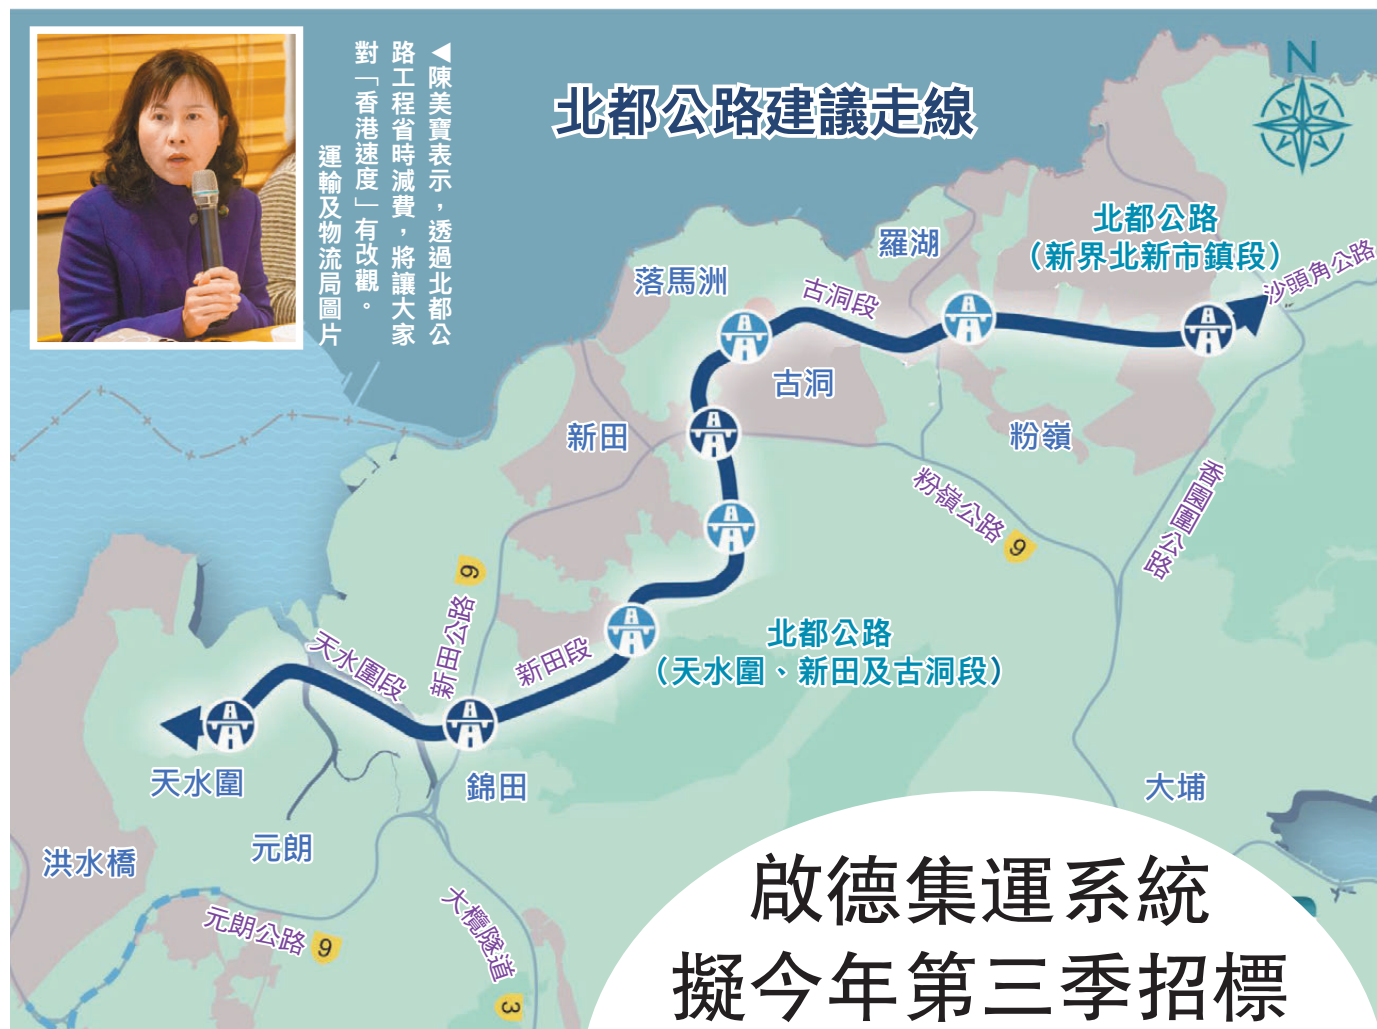 ◀陳美寶表示，透過北都公
路工程省時減費，將讓大家
對「香港速度」有改觀。
運輸及物流局圖片
北都公路建議走線
N
北都公路
（新界北新市鎮段）
沙頭角公路
羅湖
落馬洲
古洞段
古洞
新田
粉嶺
粉嶺公路
9
香園圍公路
新田公路
9
北都公路
（天水圍、新田及古洞段）
新田段
天水圍段
天水圍
錦田
大埔
元朗
洪水橋
元朗公路
9
大欖隧道
3
啟德集運系統
擬今年第三季招標